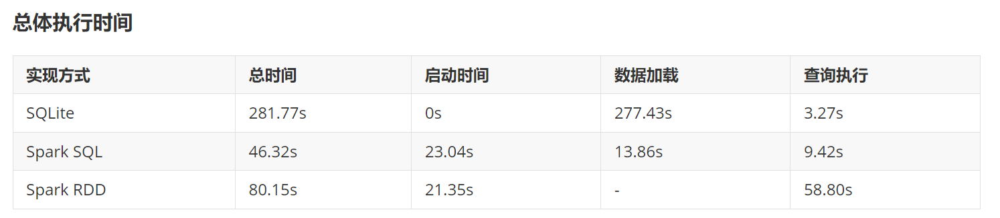 总体执行时间
实现方式 总时间 启动时间 数据加载 查询执行
SQLite 281.77s 0s 277.43s 3.27s
Spark SQL 46.32s 23.04s 13.86s 9.42s
Spark RDD 80.15s 21.35s - 58.80s